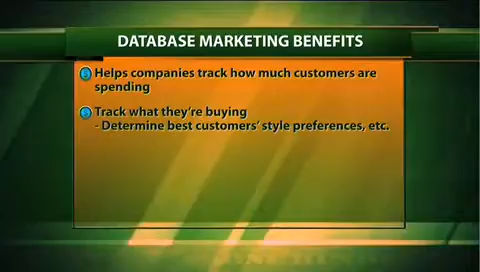 DATABASE MARKETING BENEFITS
Helps companies track how much customers are
spending
Track what they're buying
- Determine best customers' style preferences, etc.